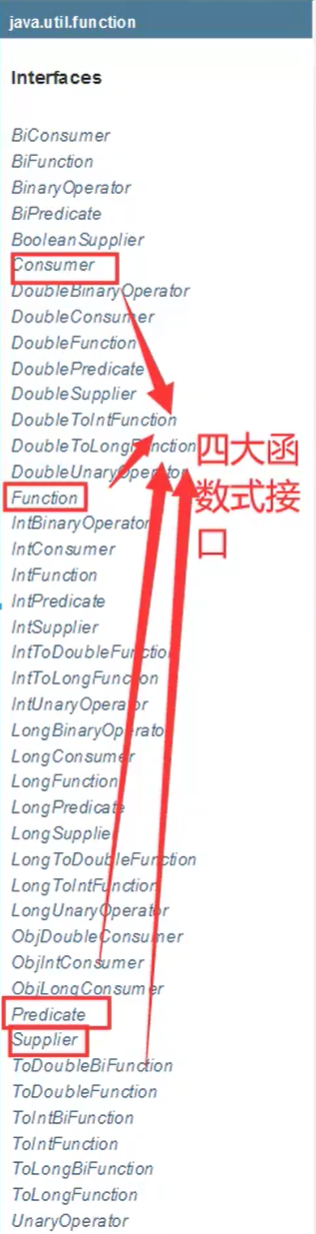 java.util.function
Interfaces
BiConsumer
BiFunction
BinaryOperator
BiPredicate
BooleanSupplier
Consumer
DoubleBinaryOperator
DoubleConsumer
DoubleFunction
DoublePredicate
DoubleSupplier
DoubleToIntFunction
DoubleToLongFunction
DoubleUnaryOperator
Function
IntBinaryOperator
IntConsumer
IntFunction
IntPredicate
IntSupplier
IntToDoubleFunction
IntToLongFunction
IntUnaryOperator
LongBinaryOperator
LongConsumer
LongFunction
LongPredicate
LongSupplier
LongToDoubleFunction
LongToIntFunction
LongUnaryOperator
ObjDoubleConsumer
ObjIntConsumer
ObjLongConsumer
Predicate
Supplier
ToDoubleBiFunction
ToDoubleFunction
ToIntBiFunction
ToIntFunction
ToLongBiFunction
ToLongFunction
UnaryOperator
四大函
数式接
口